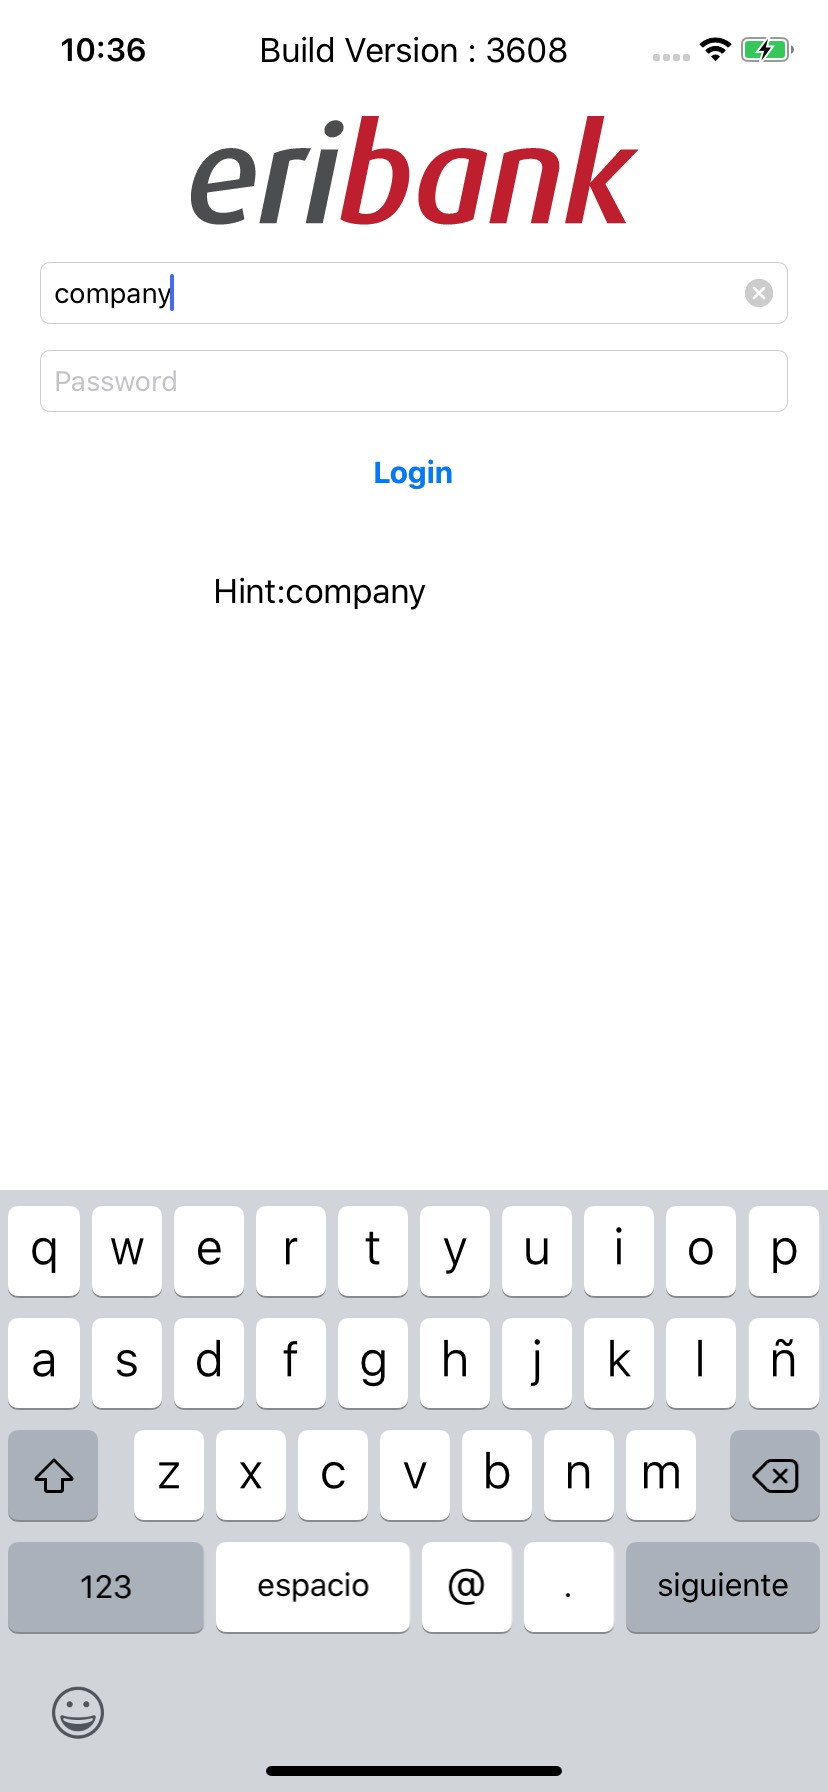 10:36 Build Version : 3608
eribank
company
Password
Login
Hint:company
q w e r t y u i o p
a s d f g h j k l ñ
z x c v b n m
123 espacio @ . siguiente